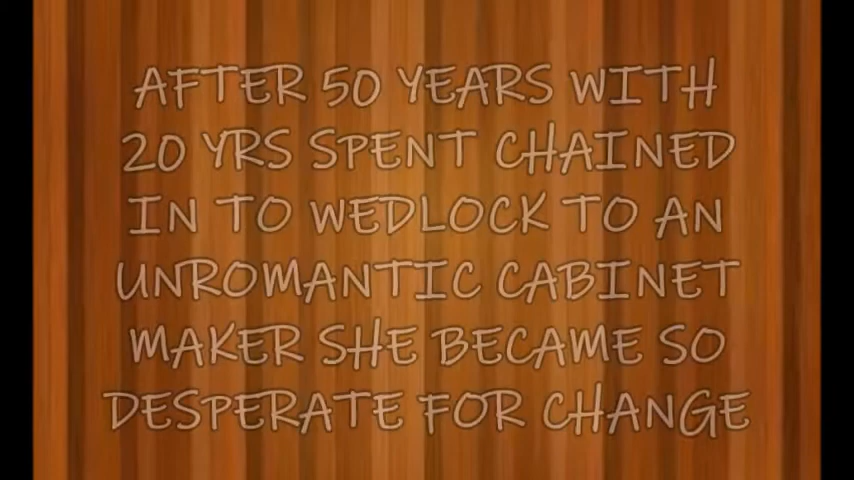 AFTER 50 YEARS WITH
20 YRS SPENT CHAINED
IN TO WEDLOCK TO AN
UNROMANTIC CABINET
MAKER SHE BECAME SO
DESPERATE FOR CHANGE